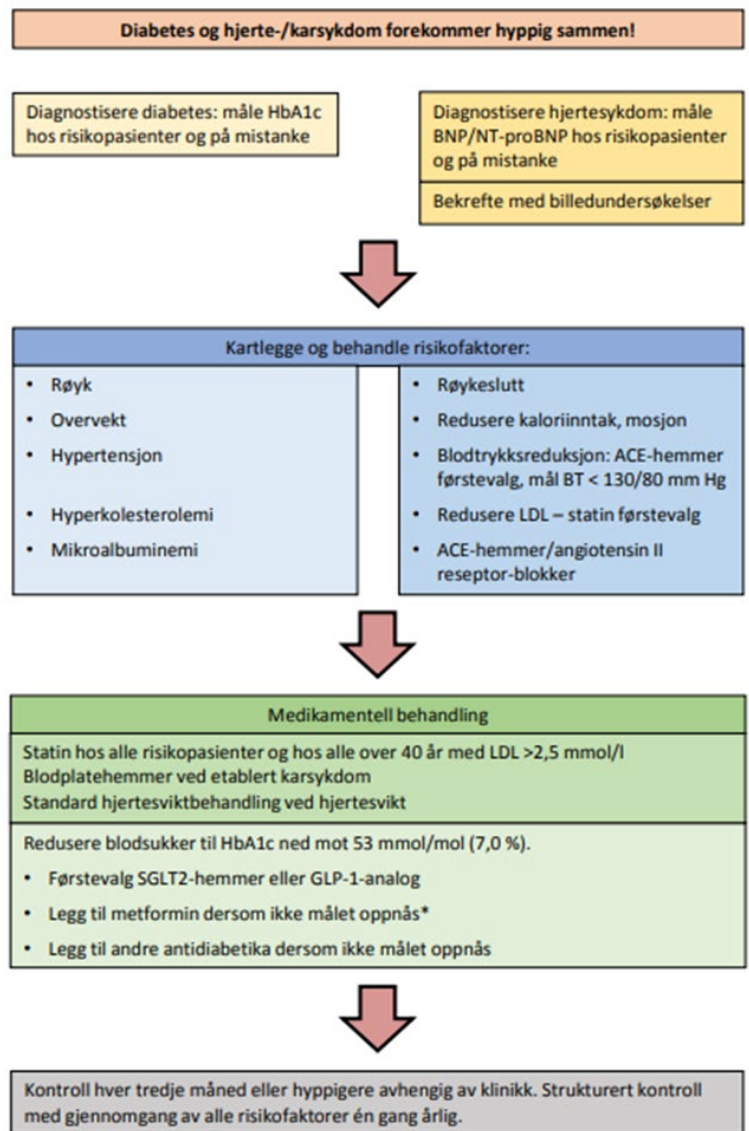 Diabetes og hjerte-/karsykdom forekommer hyppig sammen!
Diagnostisere diabetes: måle HbA1c
hos risikopasienter og på mistanke
Diagnostisere hjertesykdom: måle
BNP/NT-proBNP hos risikopasienter
og på mistanke
Bekrefte med billedundersøkelser
Kartlegge og behandle risikofaktorer:
• Røyk
• Overvekt
• Hypertensjon
• Hyperkolesterolemi
• Mikroalbuminemi
• Røykeslutt
• Redusere kaloriinntak, mosjon
• Blodtrykksreduksjon: ACE-hemmer
førstevalg, mål BT < 130/80 mm Hg
• Redusere LDL – statin førstevalg
• ACE-hemmer/angiotensin II
reseptor-blokker
Medikamentell behandling
Statin hos alle risikopasienter og hos alle over 40 år med LDL >2,5 mmol/l
Blodplatehemmer ved etablert karsykdom
Standard hjertesviktbehandling ved hjertesvikt
Redusere blodsukker til HbA1c ned mot 53 mmol/mol (7,0 %).
• Førstevalg SGLT2-hemmer eller GLP-1-analog
• Legg til metformin dersom ikke målet oppnås*
• Legg til andre antidiabetika dersom ikke målet oppnås
Kontroll hver tredje måned eller hyppigere avhengig av klinikk. Strukturert kontroll
med gjennomgang av alle risikofaktorer én gang årlig.